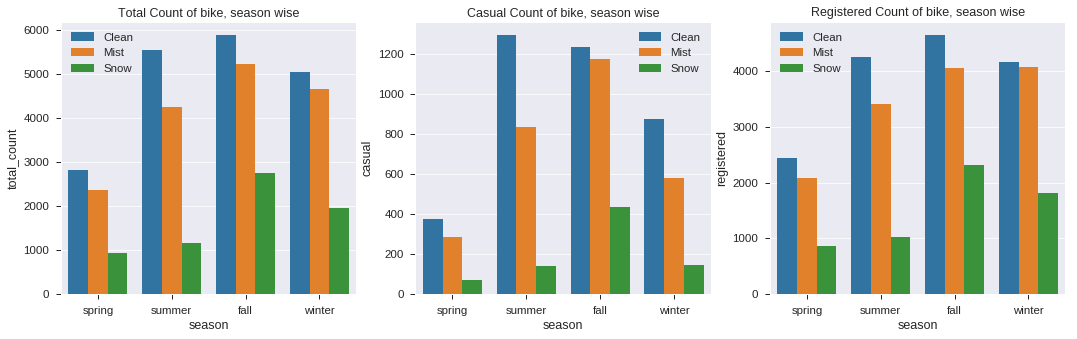 Total Count of bike, season wise
total_count
6000
5000
4000
3000
2000
1000
0
Clean
Mist
Snow
spring summer fall winter
season
Casual Count of bike, season wise
casual
1200
1000
800
600
400
200
0
Clean
Mist
Snow
spring summer fall winter
season
Registered Count of bike, season wise
registered
4000
3000
2000
1000
0
Clean
Mist
Snow
spring summer fall winter
season